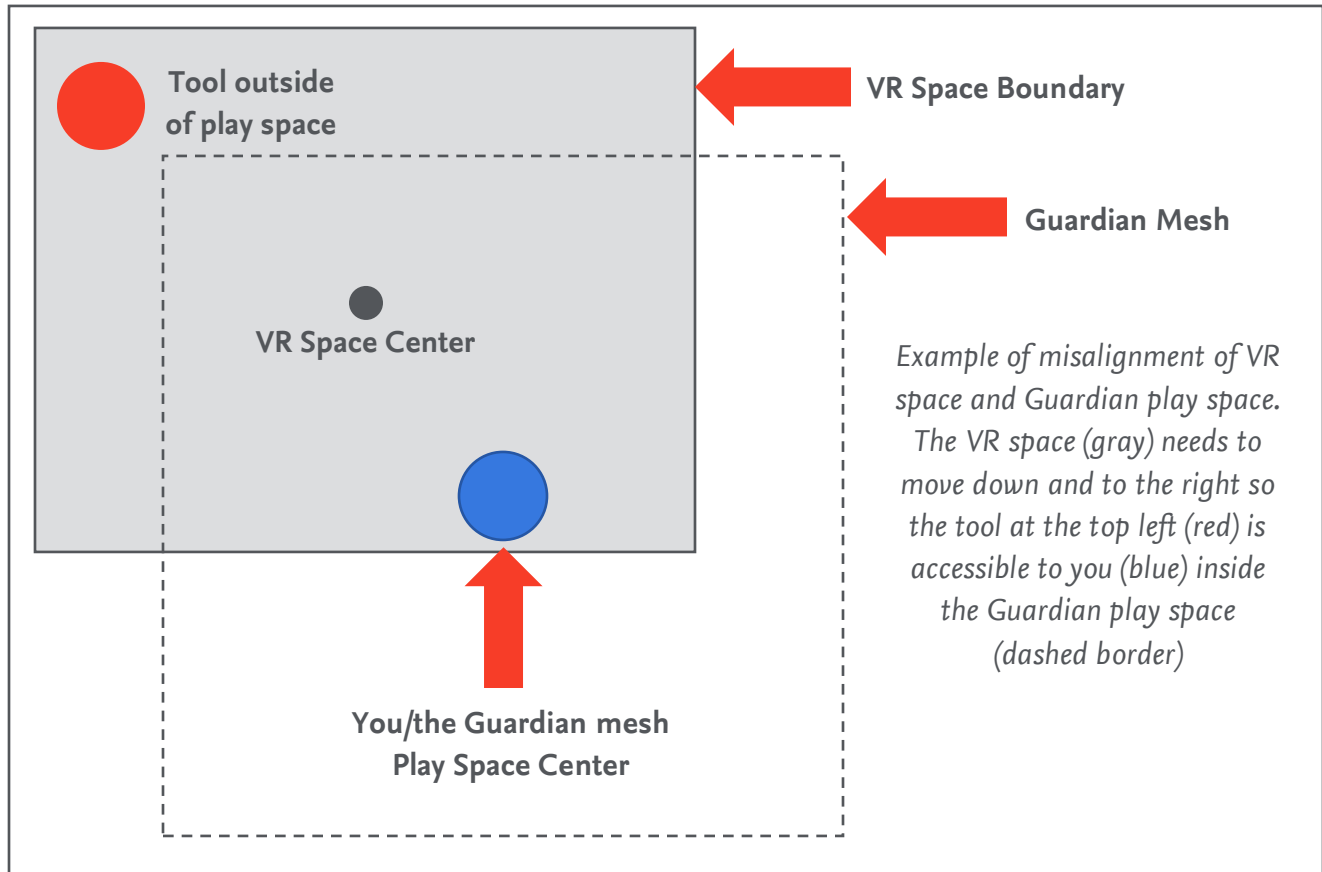 Tool outside
of play space
VR Space Boundary
Guardian Mesh
VR Space Center
Example of misalignment of VR
space and Guardian play space.
The VR space (gray) needs to
move down and to the right so
the tool at the top left (red) is
accessible to you (blue) inside
the Guardian play space
(dashed border)
You/the Guardian mesh
Play Space Center